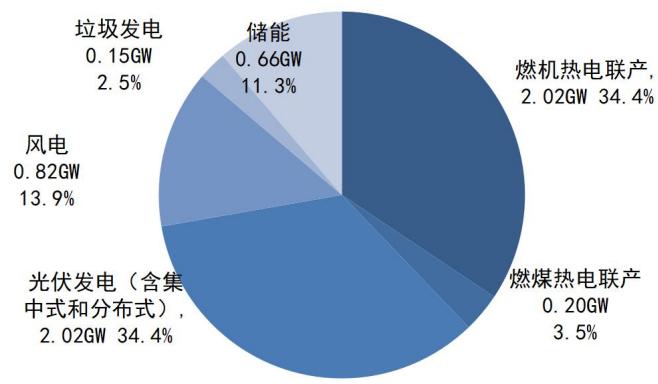 垃圾发电
0.15GW
2.5%
储能
0.66GW
11.3%
燃机热电联产,
2.02GW 34.4%
风电
0.82GW
13.9%
光伏发电（含集
中式和分布式）,
2.02GW 34.4%
燃煤热电联产
0.20GW
3.5%